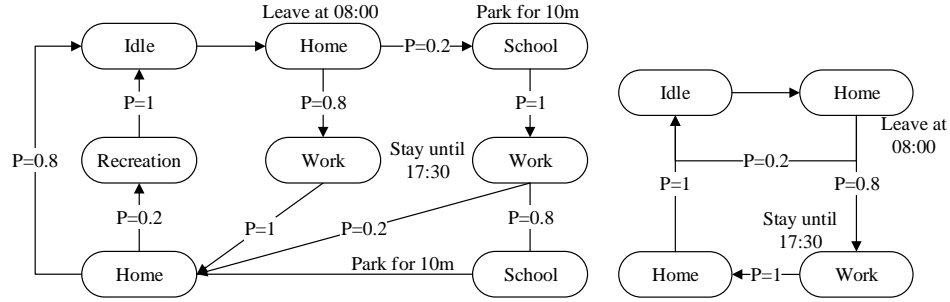 Leave at 08:00
Park for 10m
Idle
Home
P=0.2
School
P=1
P=0.8
P=1
P=0.8
Recreation
Work
Stay until
17:30
Work
P=0.2
P=1
P=0.2
P=0.8
Home
Park for 10m
School
Idle
Home
Leave at
08:00
P=0.2
P=1
P=0.8
Stay until
17:30
Home
P=1
Work